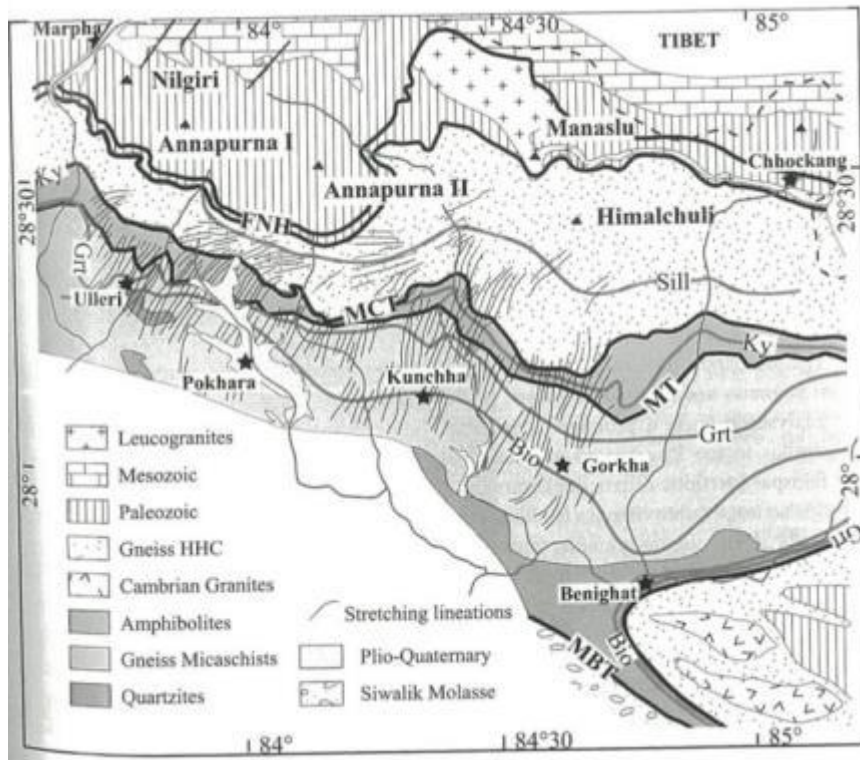 84°
84°30
85°
Marpha
TIBET
Nilgiri
Annapurna I
Manaslu
Chhockang
Annapurna II
28°30
28°30
Ky
FNH
Himalchuli
Grt
Sill
Ulleri
MCT
Ky
Pokhara
Kunchha
MT
Grt
Bio
Gorkha
28°
28°
Leucogranites
Mesozoic
Paleozoic
Gneiss HHC
Cambrian Granites
Amphibolites
Gneiss Micaschists
Quartzites
Stretching lineations
Plio-Quaternary
Siwalik Molasse
Benighat
Grt
Bio
MBT
84°
84°30
85°